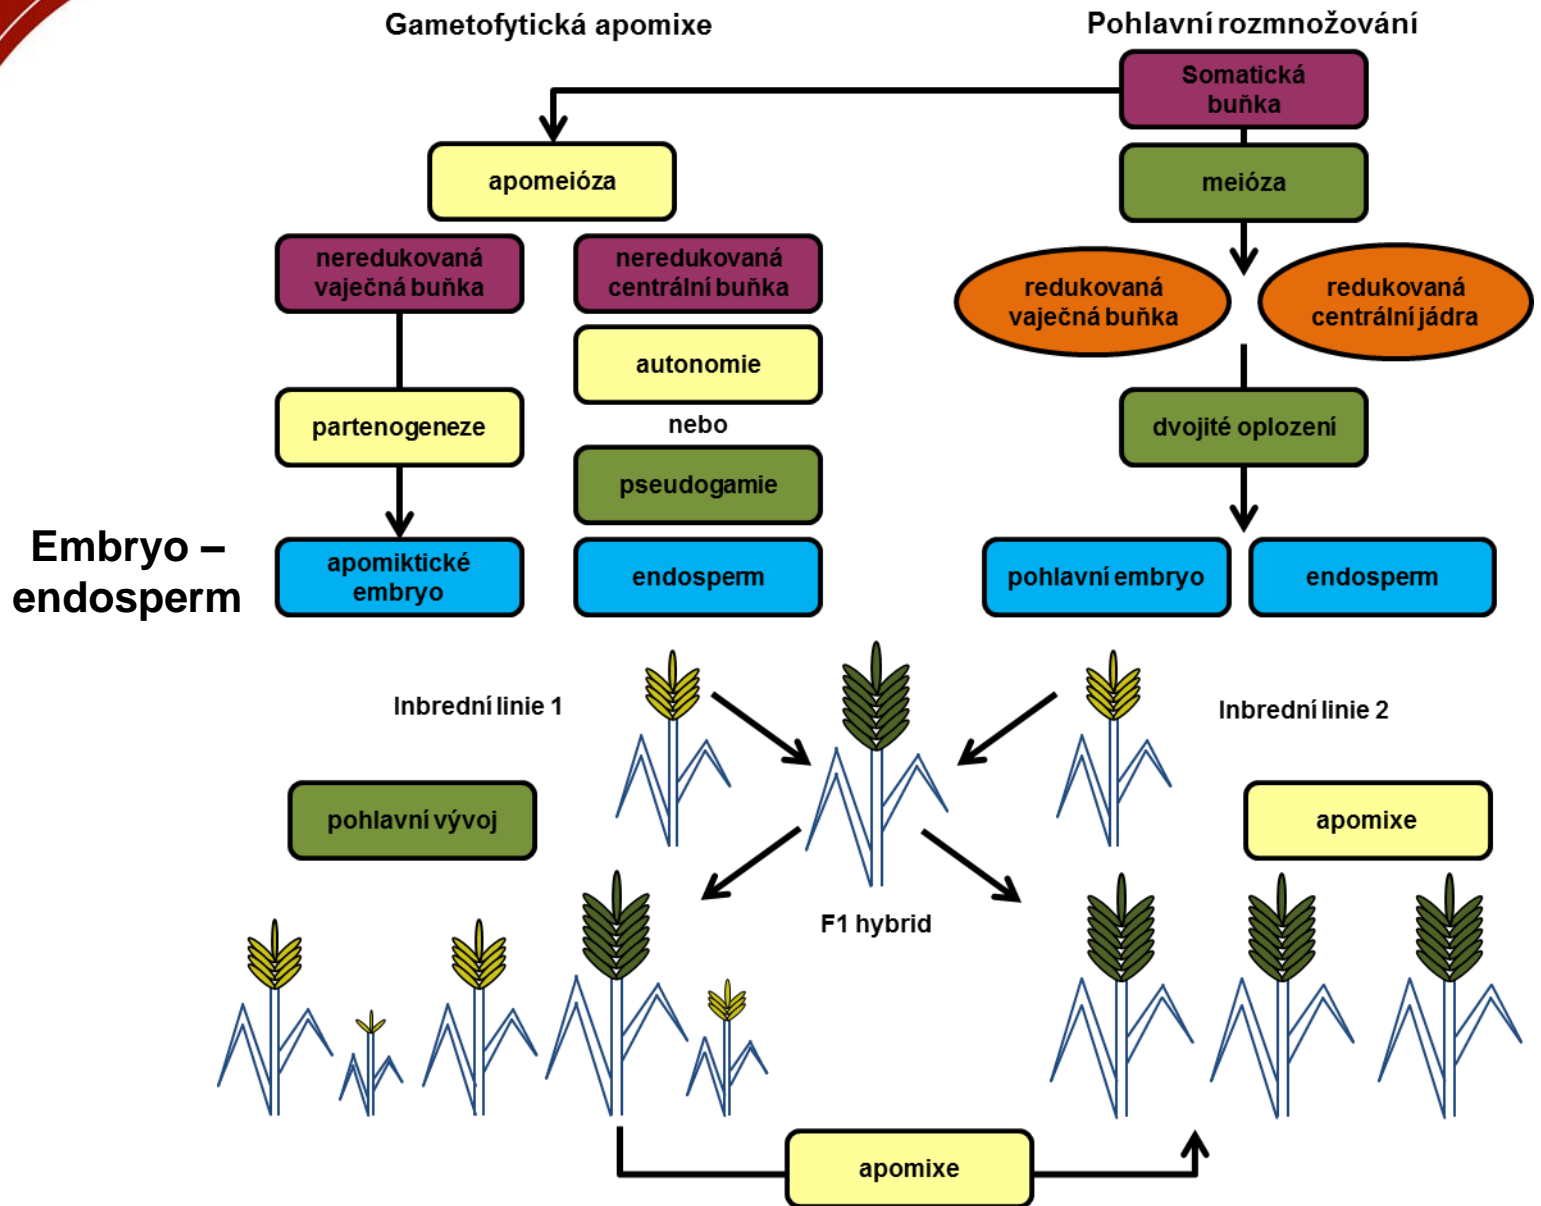 Gametofytická apomixe
Pohlavní rozmnožování
Somatická
buňka
apomeióza
meióza
neredukovaná
vaječná buňka
neredukovaná
centrální buňka
redukovaná
vaječná buňka
redukovaná
centrální jádra
autonomie
partenogeneze
nebo
dvojité oplození
pseudogamie
Embryo –
endosperm
apomiktické
embryo
endosperm
pohlavní embryo
endosperm
Inbrední linie 1
Inbrední linie 2
pohlavní vývoj
apomixe
F1 hybrid
apomixe